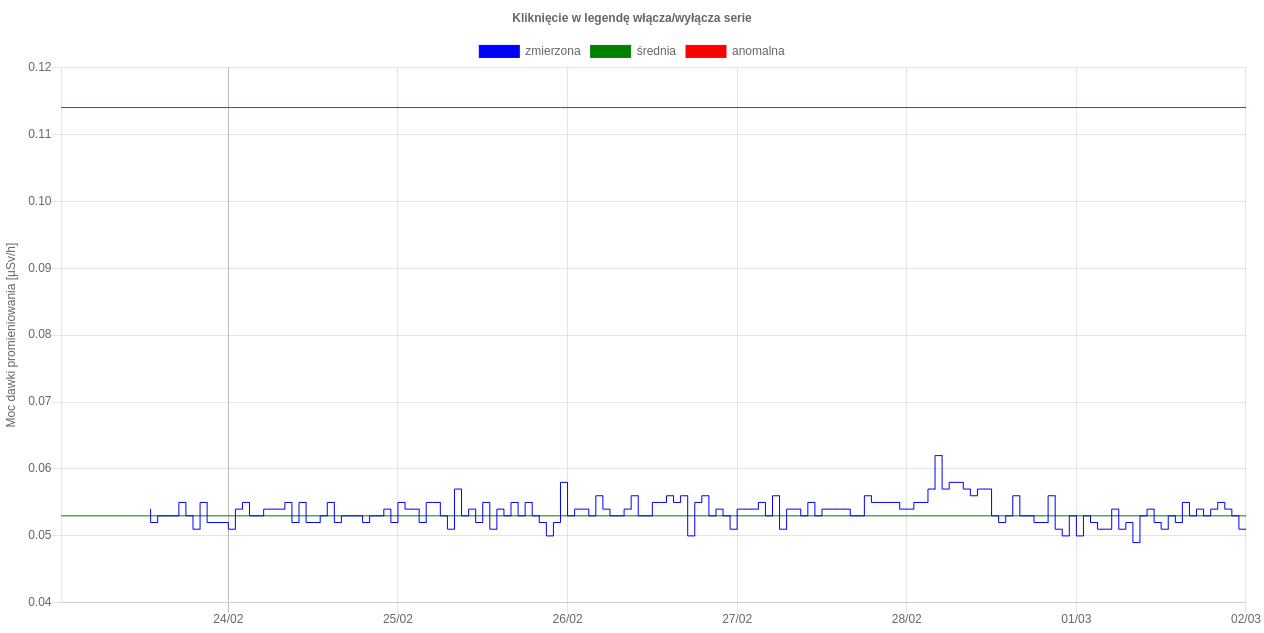 Kliknięcie w legendę włącza/wyłącza serie
zmierzona średnia anomalna
0.12
0.11
0.10
0.09
0.08
0.07
0.06
0.05
0.04
Moc dawki promieniowania [µSv/h]
24/02 25/02 26/02 27/02 28/02 01/03 02/03